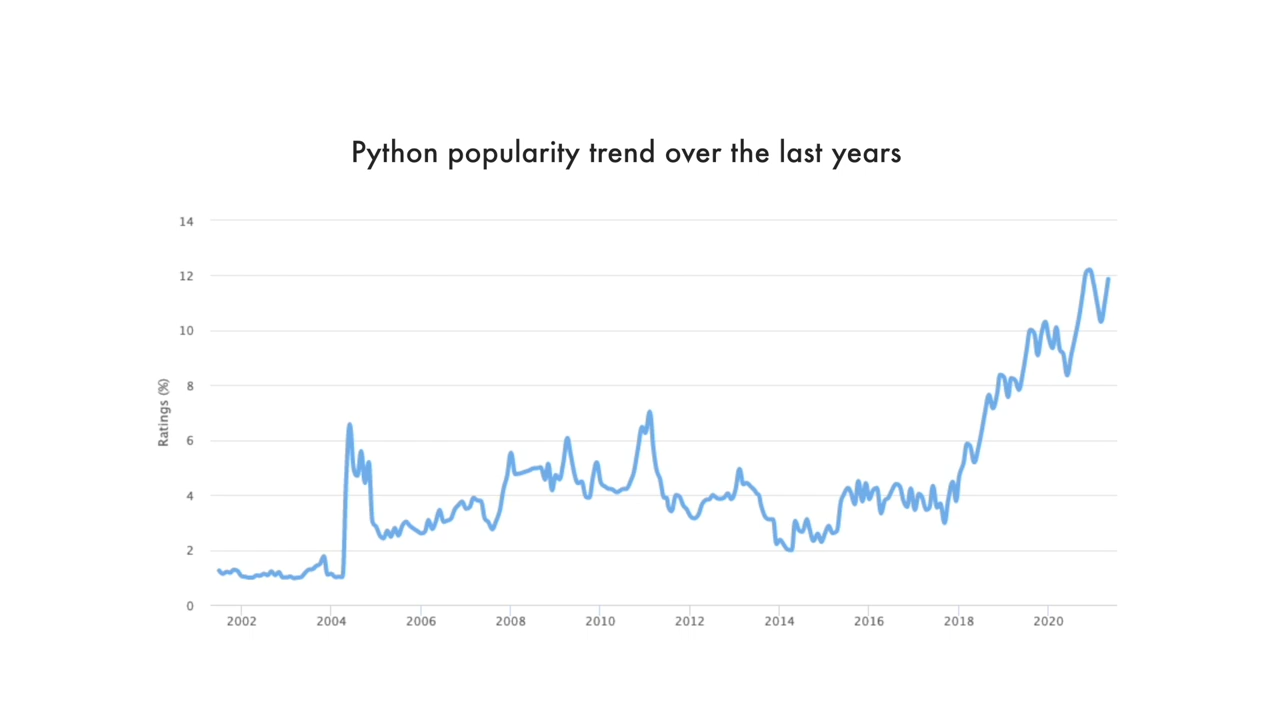 Python popularity trend over the last years
14
12
10
8
6
4
2
0
Ratings (%)
2002 2004 2006 2008 2010 2012 2014 2016 2018 2020